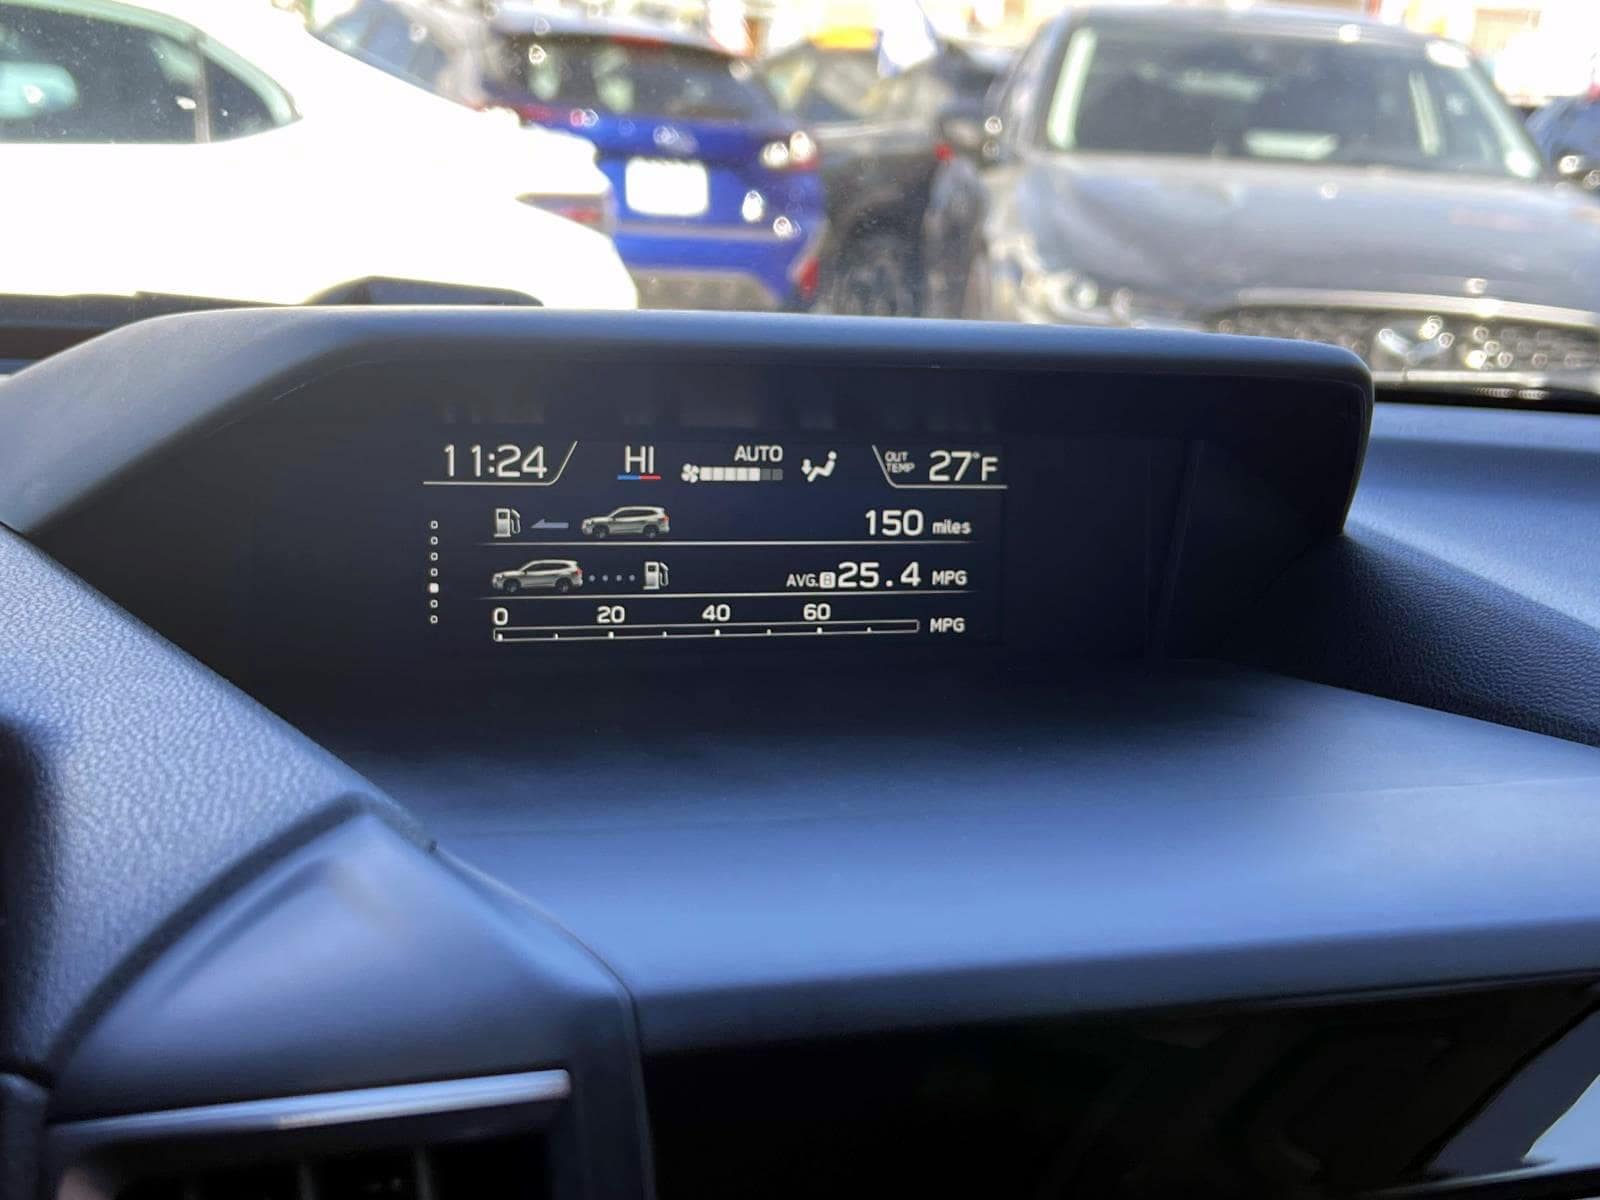 11:24 HI AUTO OUT TEMP 27°F
150 miles
AVG. B 25.4 MPG
0 20 40 60
MPG